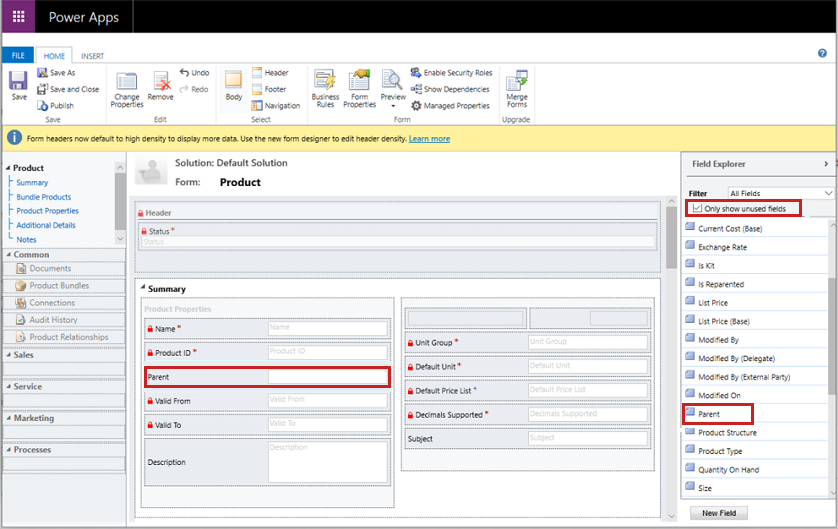 Power Apps
FILE HOME INSERT
Save
Save As
Save and Close
Publish
Save
Change Properties
Remove
Undo
Redo
Edit
Body
Header
Footer
Navigation
Select
Business Rules
Form Properties
Preview
Enable Security Roles
Show Dependencies
Managed Properties
Form
Merge Forms
Upgrade
Form headers now default to high density to display more data. Use the new form designer to edit header density. Learn more
Product
Summary
Bundle Products
Product Properties
Additional Details
Notes
Common
Documents
Product Bundles
Connections
Audit History
Product Relationships
Sales
Service
Marketing
Processes
Solution: Default Solution
Form: Product
Header
Status *
Status
Summary
Product Properties
Name * Name
Product ID * Product ID
Parent
Valid From Valid From
Valid To Valid To
Description Description
Unit Group * Unit Group
Default Unit * Default Unit
Default Price List * Default Price List
Decimals Supported * Decimals Supported
Subject Subject
Field Explorer
Filter All Fields
Only show unused fields
Current Cost (Base)
Exchange Rate
Is Kit
Is Reparented
List Price
List Price (Base)
Modified By
Modified By (Delegate)
Modified By (External Party)
Modified On
Parent
Product Structure
Product Type
Quantity On Hand
Size
New Field